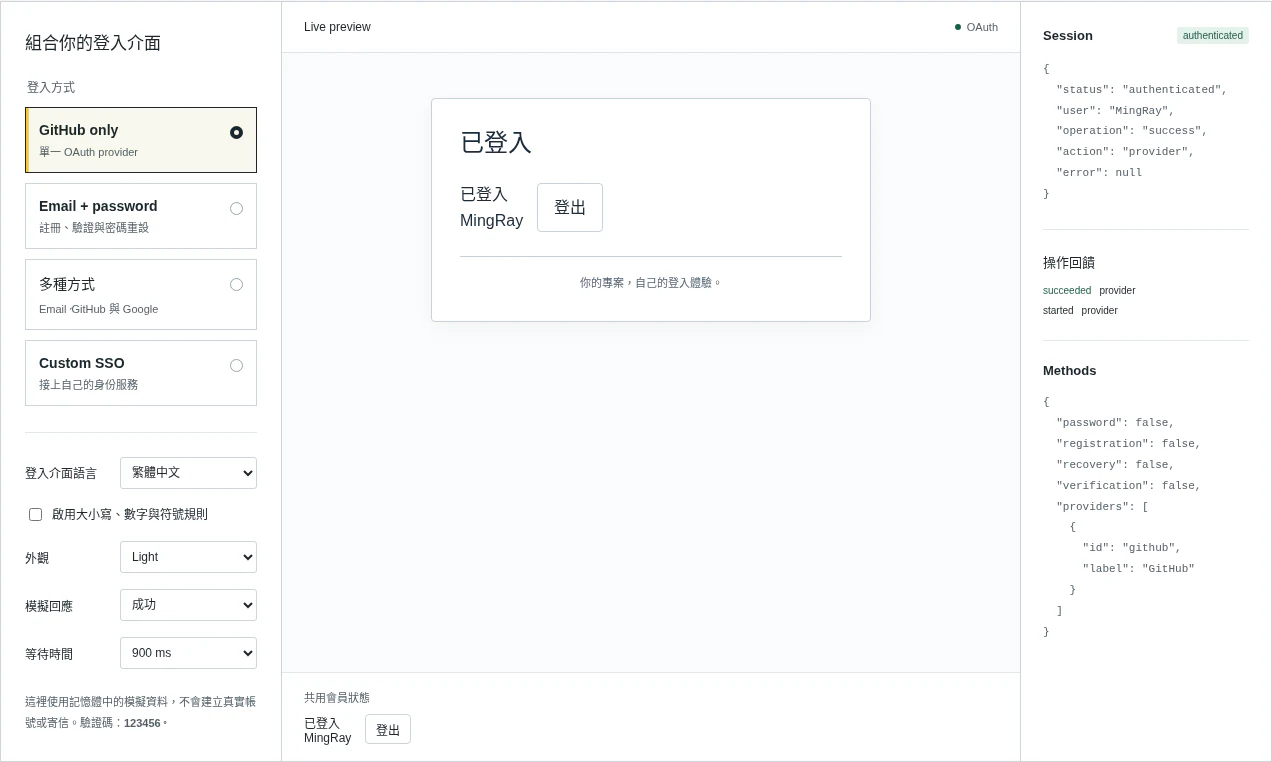 組合你的登入介面
登入方式
GitHub only
單一 OAuth provider
Email + password
註冊、驗證與密碼重設
多種方式
Email ·GitHub 與 Google
Custom SSO
接上自己的身份服務
登入介面語言
繁體中文
啟用大小寫、數字與符號規則
外觀
Light
模擬回應
成功
等待時間
900 ms
這裡使用記憶體中的模擬資料，不會建立真實帳
號或寄信。驗證碼：123456。
Live preview
OAuth
已登入
已登入
MingRay
登出
你的專案，自己的登入體驗。
共用會員狀態
已登入
MingRay
登出
Session
authenticated
{
"status": "authenticated",
"user": "MingRay",
"operation": "success",
"action": "provider",
"error": null
}
操作回饋
succeeded provider
started provider
Methods
{
"password": false,
"registration": false,
"recovery": false,
"verification": false,
"providers": [
{
"id": "github",
"label": "GitHub"
}
]
}